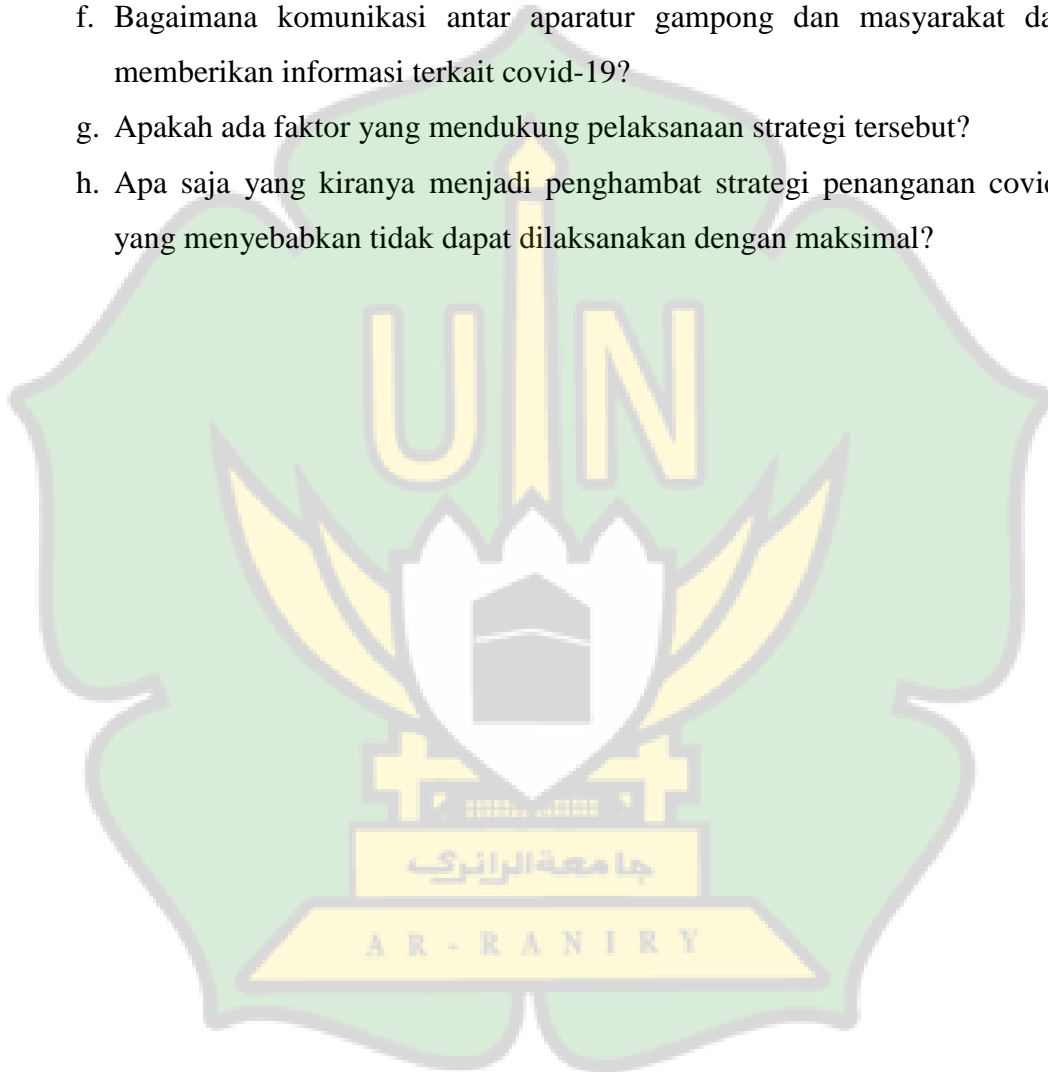 f. Bagaimana komunikasi antar aparatur gampong dan masyarakat da
memberikan informasi terkait covid-19?
g. Apakah ada faktor yang mendukung pelaksanaan strategi tersebut?
h. Apa saja yang kiranya menjadi penghambat strategi penanganan covid
yang menyebabkan tidak dapat dilaksanakan dengan maksimal?
UIN
جامعة الرانري
AR-RANIRY